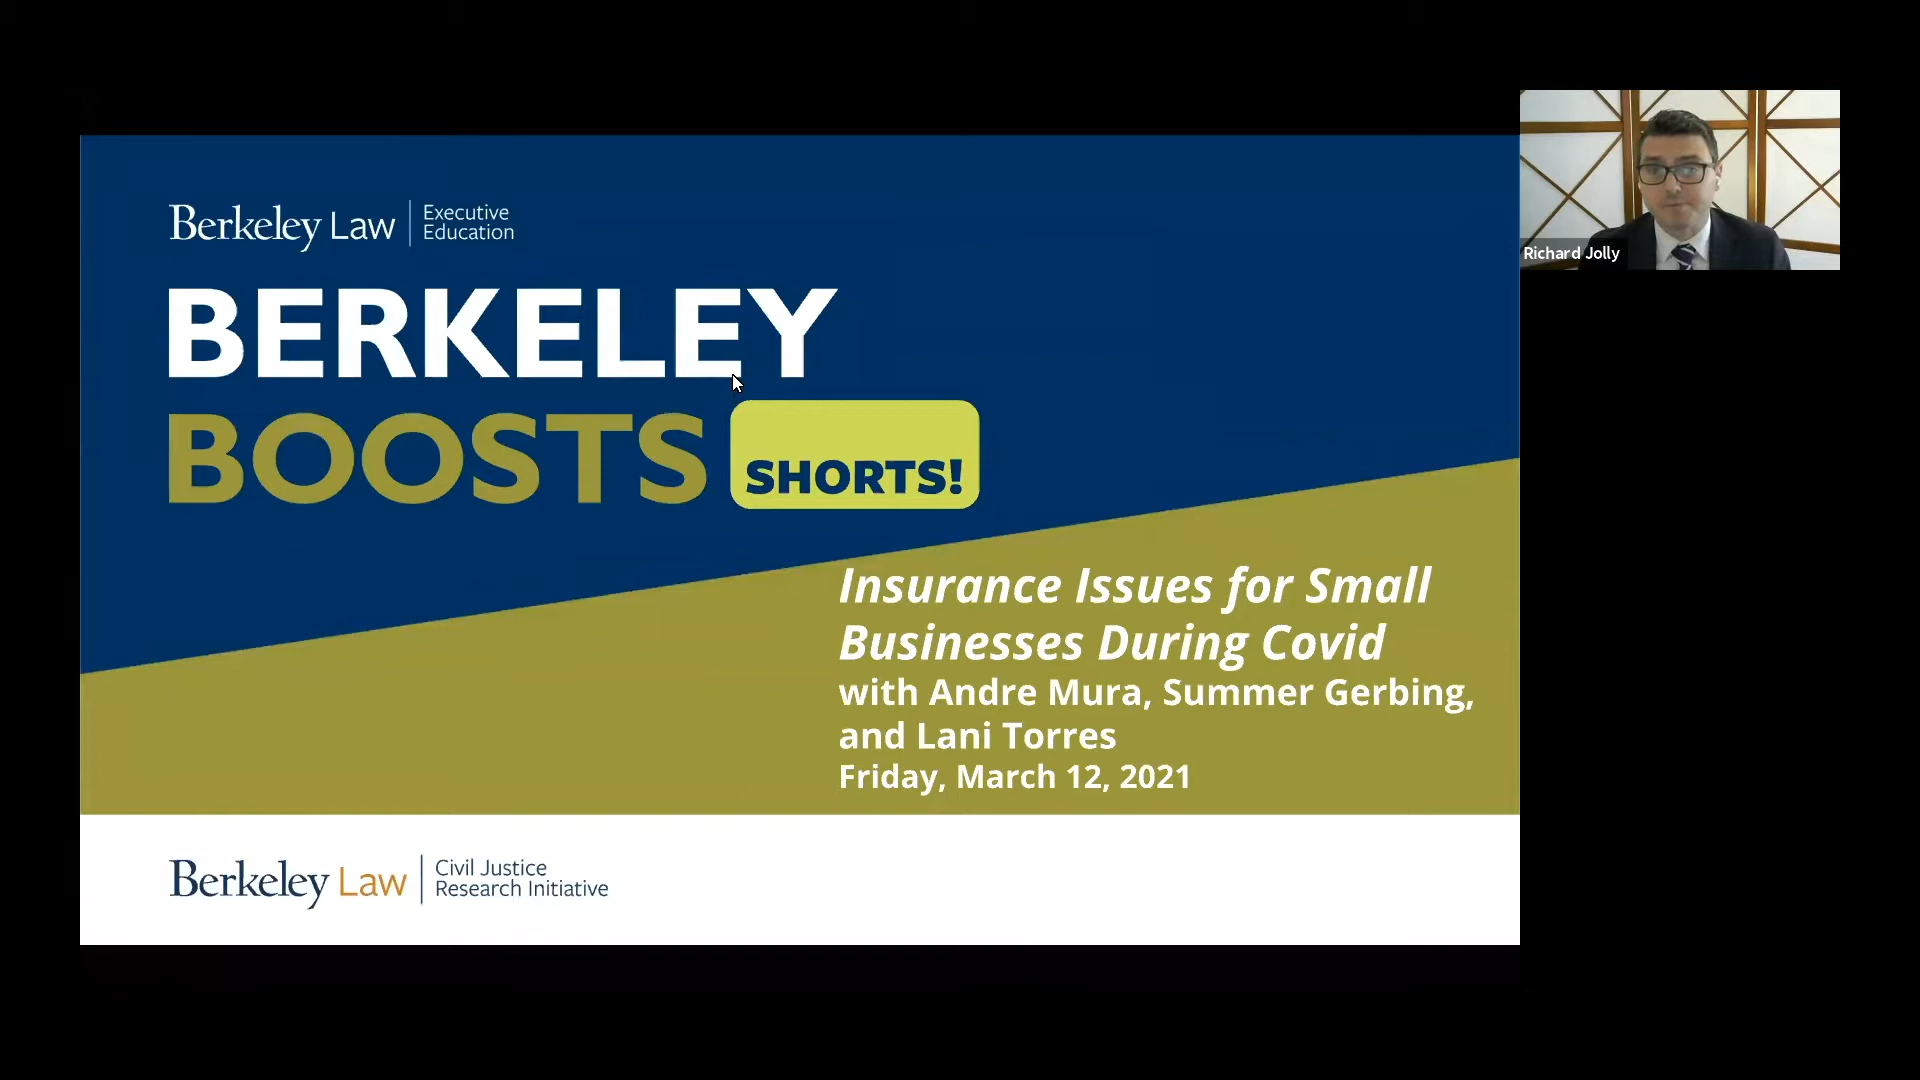 Berkeley Law
Executive
Education
BERKELEY
BOOSTS
SHORTS!
Insurance Issues for Small
Businesses During Covid
with Andre Mura, Summer Gerbing,
and Lani Torres
Friday, March 12, 2021
Berkeley Law
Civil Justice
Research Initiative
Richard Jolly